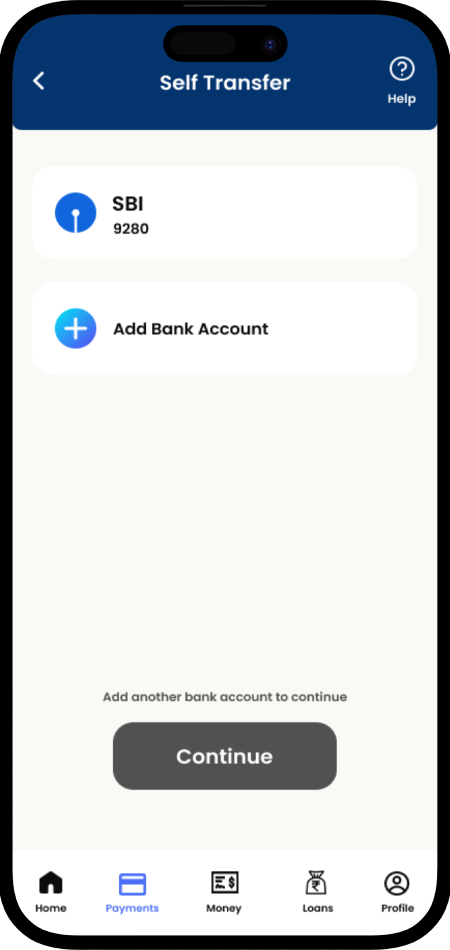 Self Transfer
Help
SBI
9280
Add Bank Account
Add another bank account to continue
Continue
Home
Payments
Money
Loans
Profile